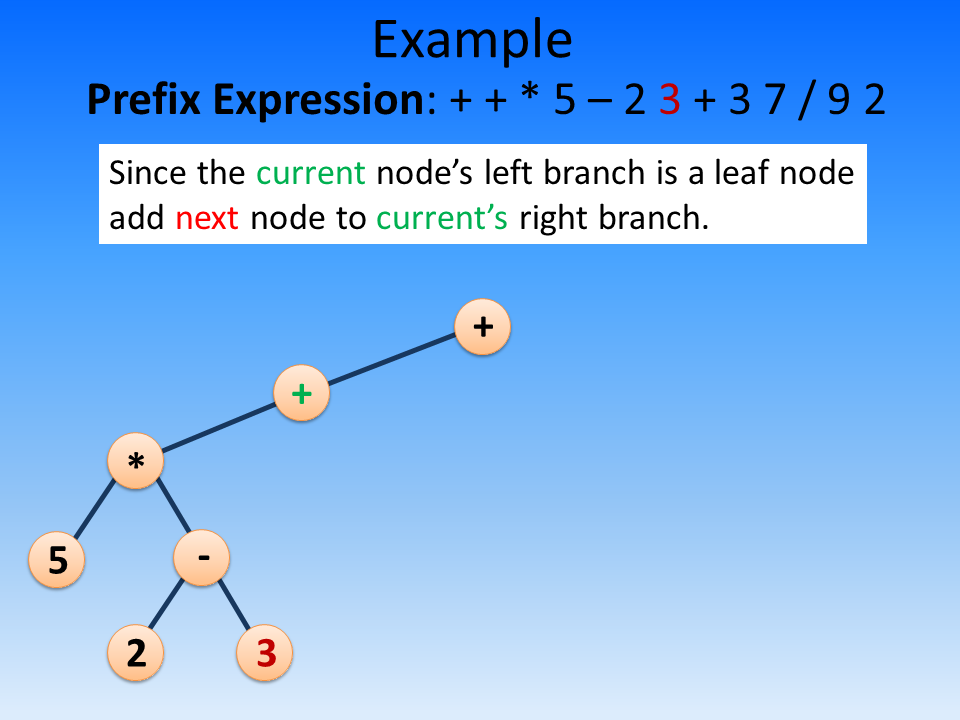 Example
Prefix Expression: + + * 5 – 2 3 + 3 7 / 9 2
Since the current node’s left branch is a leaf node
add next node to current’s right branch.
+
+
*
5
-
2
3